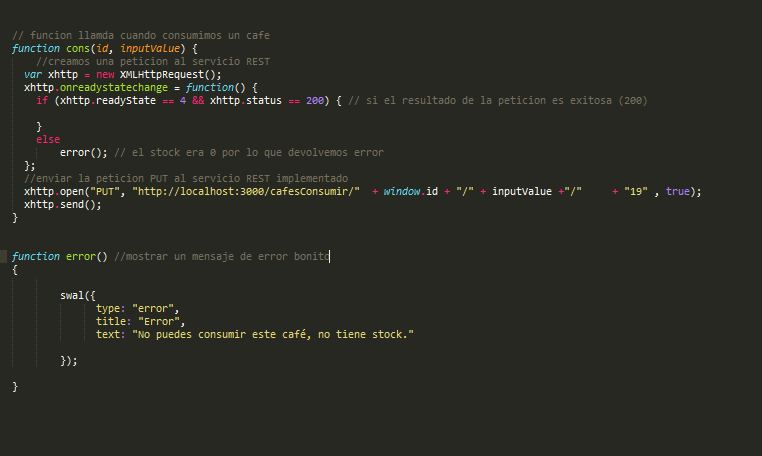 // funcion llamda cuando consumimos un cafe
function cons(id, inputValue) {
//creamos una peticion al servicio REST
var xhttp = new XMLHttpRequest();
xhttp.onreadystatechange = function() {
if (xhttp.readyState == 4 && xhttp.status == 200) { // si el resultado de la peticion es exitosa (200)
}
else
error(); // el stock era 0 por lo que devolvemos error
};
//enviar la peticion PUT al servicio REST implementado
xhttp.open("PUT", "http://localhost:3000/cafesConsumir/" + window.id + "/" + inputValue +"/" + "19" , true);
xhttp.send();
}
function error() //mostrar un mensaje de error bonito
{
swal({
type: "error",
title: "Error",
text: "No puedes consumir este café, no tiene stock."
});
}